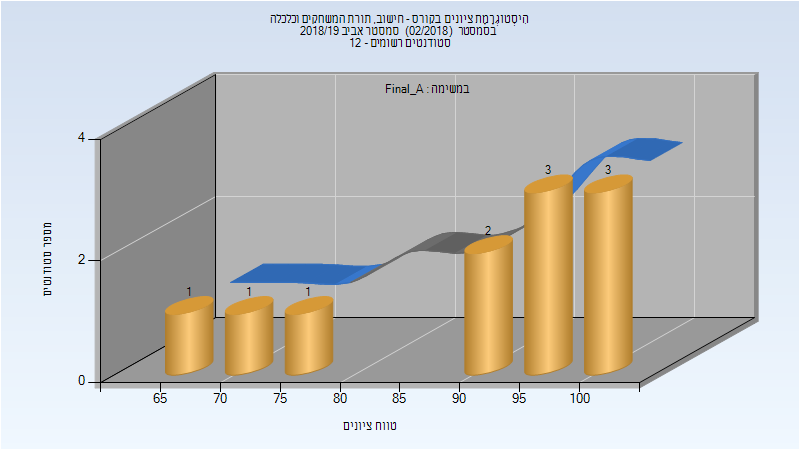 היסטוגרמת ציונים בקורס - חישוב, תורת המשחקים וכלכלה
בסמסטר (02/2018) סמסטר אביב 2018/19
סטודנטים רשומים - 12
במשימה : Final_A
מספר סטודנטים
4
2
0
1
1
1
2
3
3
65 70 75 80 85 90 95 100
טווח ציונים